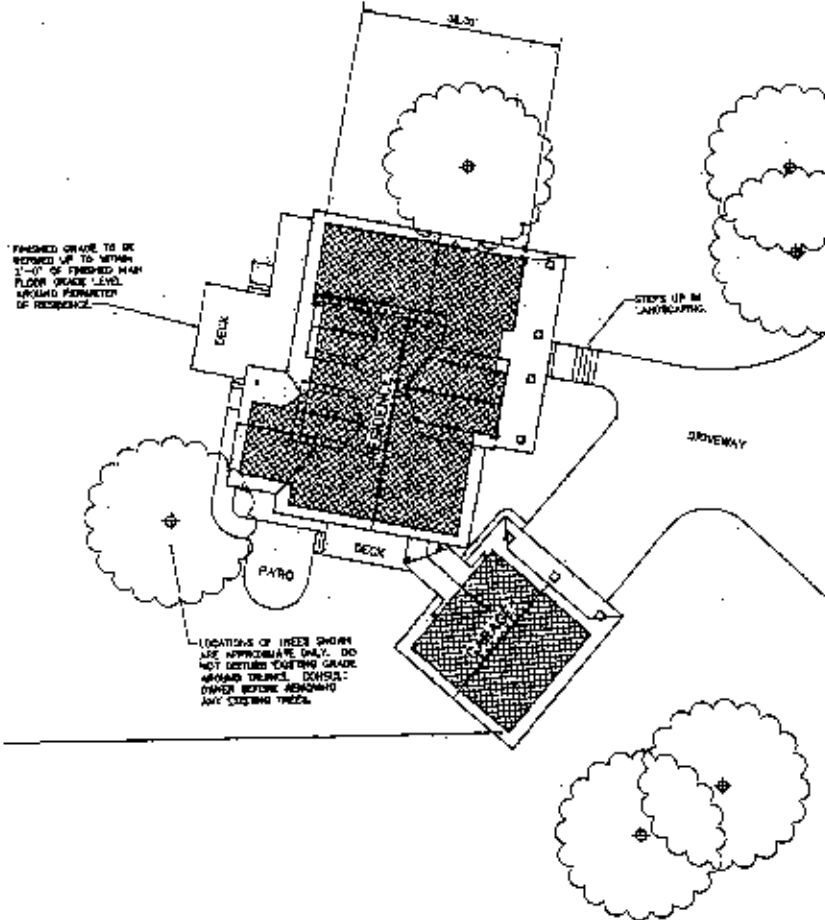 FINISHED GRADE TO BE
UP TO WITHIN
1'-0" OF FINISHED MAIN
FLOOR GRADE LEVEL
AROUND PERIMETER
OF RESIDENCE
DECK
RESIDENCE
STEPS UP IN
LANDSCAPING.
DRIVEWAY
DECK
PATIO
GARAGE
LOCATIONS OF TREES SHOWN
ARE APPROXIMATE ONLY. DO
NOT DISTURB EXISTING GRADE
AROUND TRUNKS. CONSULT
OWNER BEFORE REMOVING
ANY EXISTING TREES.